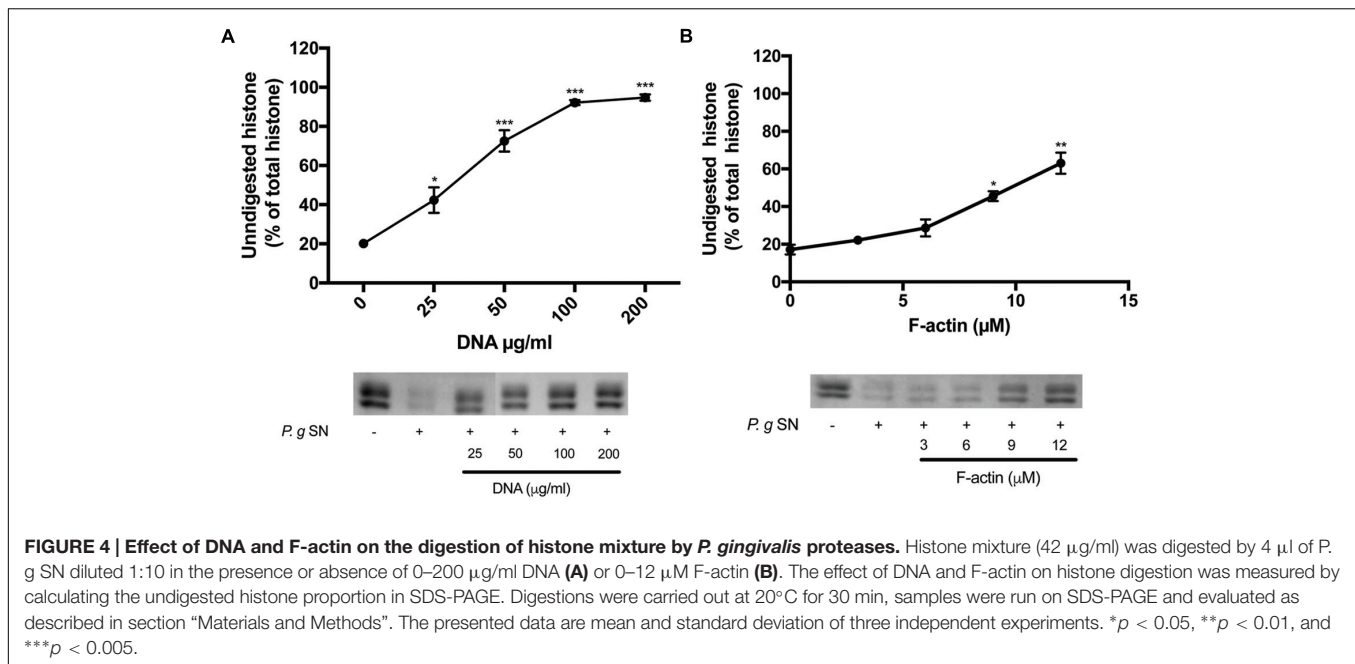 A
Unndigested histone
(% of total histone)
120
100
80
60
40
20
0
*
***
***
***
0
25
50
100
200
DNA µg/ml
P. g SN
- + + + + +
25 50 100 200
DNA (µg/ml)
B
Undigested histone
(% of total histone)
120
100
80
60
40
20
0
*
**
0
5
10
15
F-actin (µM)
P. g SN
- + + + + +
3 6 9 12
F-actin (µM)
FIGURE 4 | Effect of DNA and F-actin on the digestion of histone mixture by P. gingivalis proteases. Histone mixture (42 µg/ml) was digested by 4 µl of P.
g SN diluted 1:10 in the presence or absence of 0–200 µg/ml DNA (A) or 0–12 µM F-actin (B). The effect of DNA and F-actin on histone digestion was measured by
calculating the undigested histone proportion in SDS-PAGE. Digestions were carried out at 20°C for 30 min, samples were run on SDS-PAGE and evaluated as
described in section “Materials and Methods”. The presented data are mean and standard deviation of three independent experiments. *p < 0.05, **p < 0.01, and
***p < 0.005.